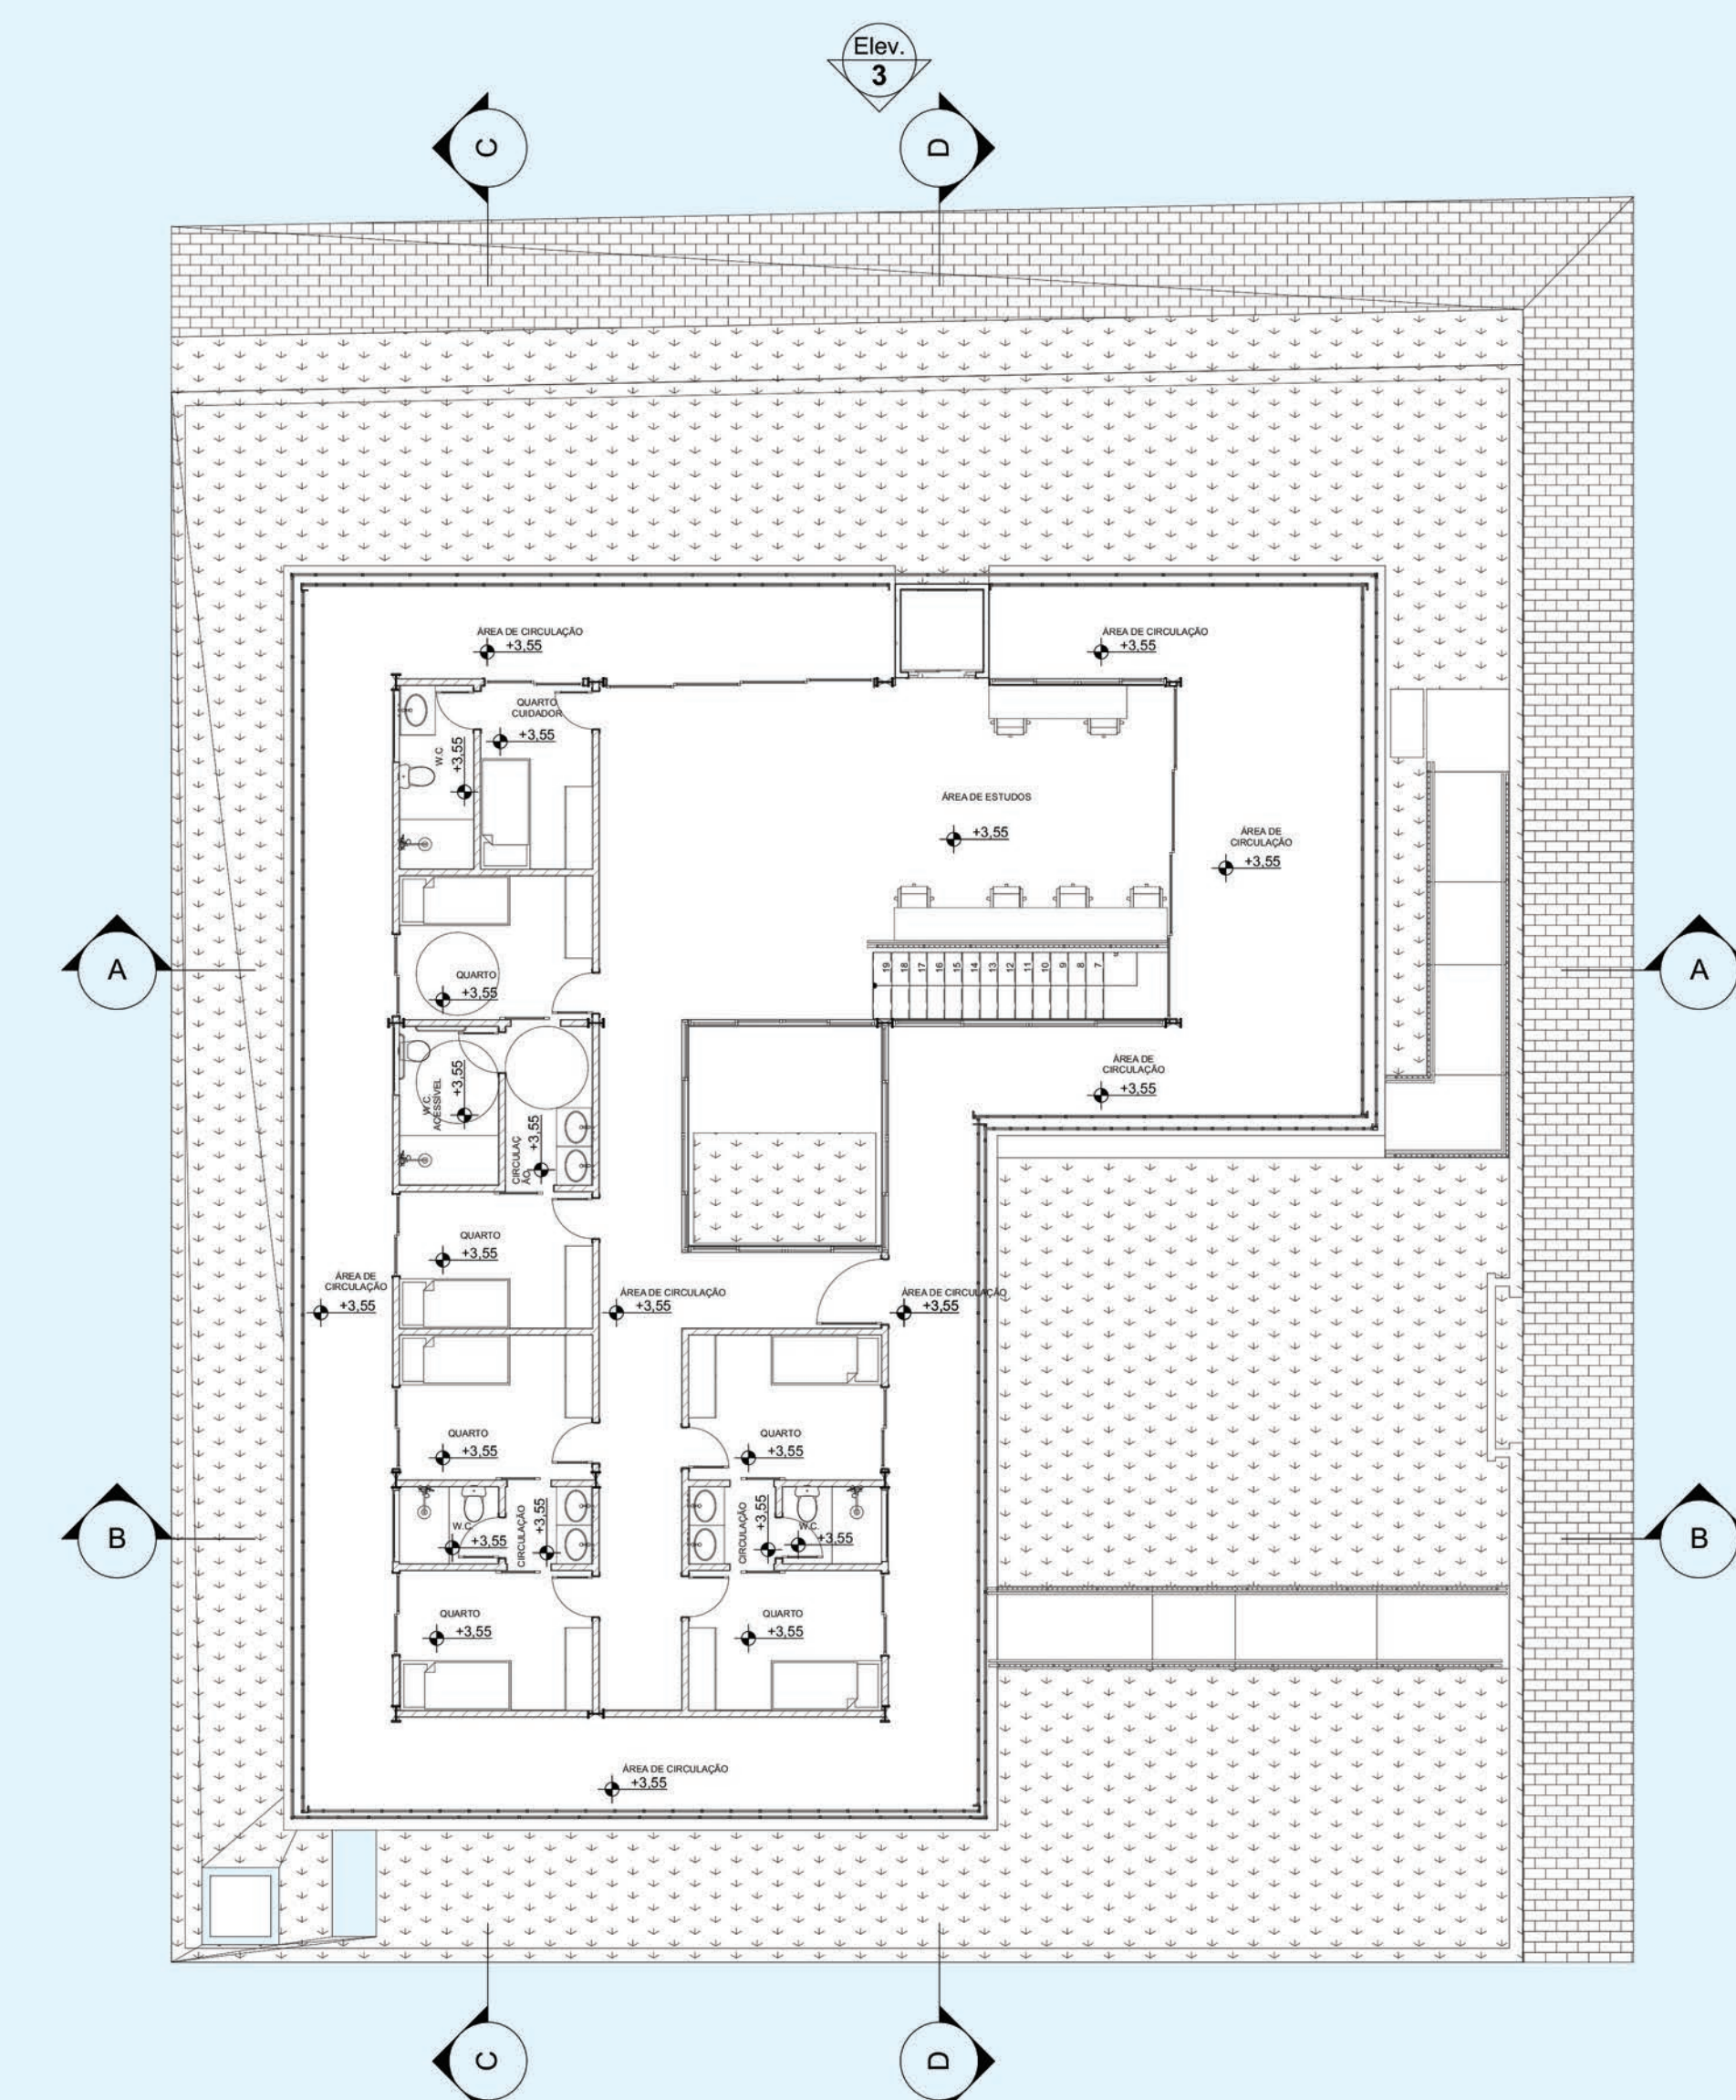 Elev.
3
C
D
ÁREA DE CIRCULAÇÃO
+3,55
ÁREA DE CIRCULAÇÃO
+3,55
QUARTO
CUIDADOR
+3,55
W.C
+3,55
ÁREA DE ESTUDOS
+3,55
ÁREA DE
CIRCULAÇÃO
+3,55
A
A
QUARTO
+3,55
19
18
17
16
15
14
13
12
11
10
9
8
7
W.C.
ACESSÍVEL
+3,55
CIRCULAÇ
ÃO
+3,55
ÁREA DE
CIRCULAÇÃO
+3,55
QUARTO
+3,55
ÁREA DE
CIRCULAÇÃO
+3,55
ÁREA DE CIRCULAÇÃO
+3,55
ÁREA DE CIRCULAÇÃO
+3,55
QUARTO
+3,55
QUARTO
+3,55
B
B
W.C.
+3,55
CIRCULAÇÃO
+3,55
CIRCULAÇÃO
+3,55
W.C.
+3,55
QUARTO
+3,55
QUARTO
+3,55
ÁREA DE CIRCULAÇÃO
+3,55
C
D